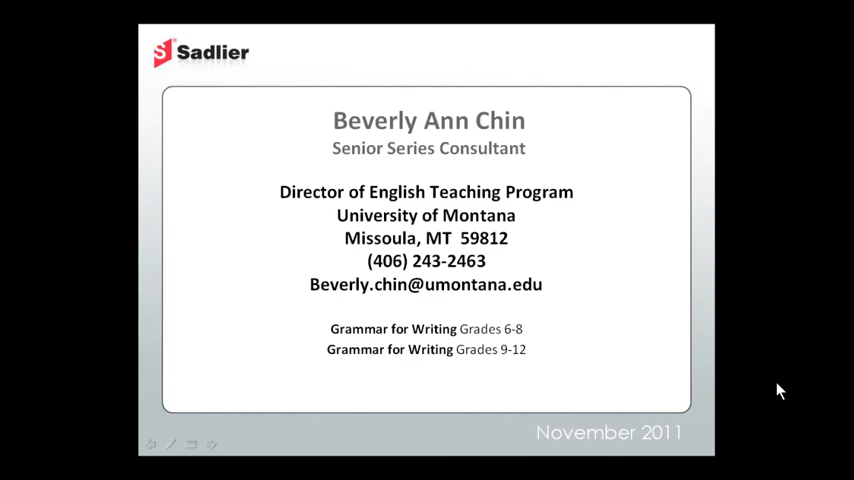 Sadlier
Beverly Ann Chin
Senior Series Consultant
Director of English Teaching Program
University of Montana
Missoula, MT 59812
(406) 243-2463
Beverly.chin@umontana.edu
Grammar for Writing Grades 6-8
Grammar for Writing Grades 9-12
November 2011